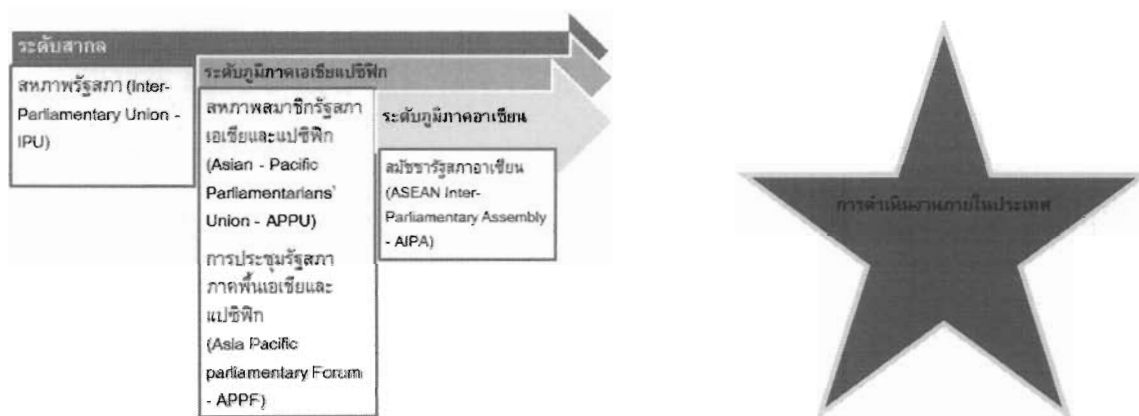 ระดับสากล
สหภาพรัฐสภา (Inter-
Parliamentary Union -
IPU)
ระดับภูมิภาคเอเชียแปซิฟิก
สหภาพสมาชิกรัฐสภา
เอเชียและแปซิฟิก
(Asian - Pacific
Parliamentarians'
Union - APPU)
การประชุมรัฐสภา
ภาคพื้นเอเชียและ
แปซิฟิก
(Asia Pacific
parliamentary Forum
- APPF)
ระดับภูมิภาคอาเซียน
สมัชชารัฐสภาอาเซียน
(ASEAN Inter-
Parliamentary Assembly
- AIPA)
การดำเนินงานภายในประเทศ